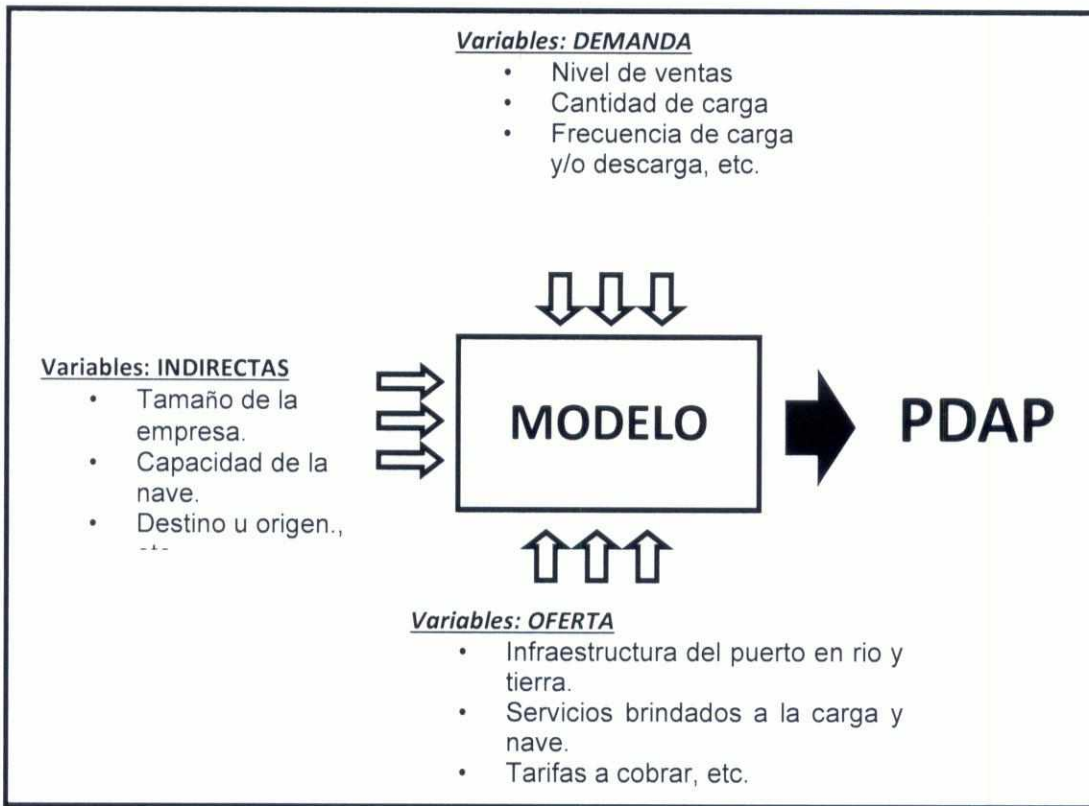 Variables: DEMANDA
• Nivel de ventas
• Cantidad de carga
• Frecuencia de carga
y/o descarga, etc.
Variables: INDIRECTAS
• Tamaño de la
empresa.
• Capacidad de la
nave.
• Destino u origen.,
MODELO
PDAP
Variables: OFERTA
• Infraestructura del puerto en rio y
tierra.
• Servicios brindados a la carga y
nave.
• Tarifas a cobrar, etc.